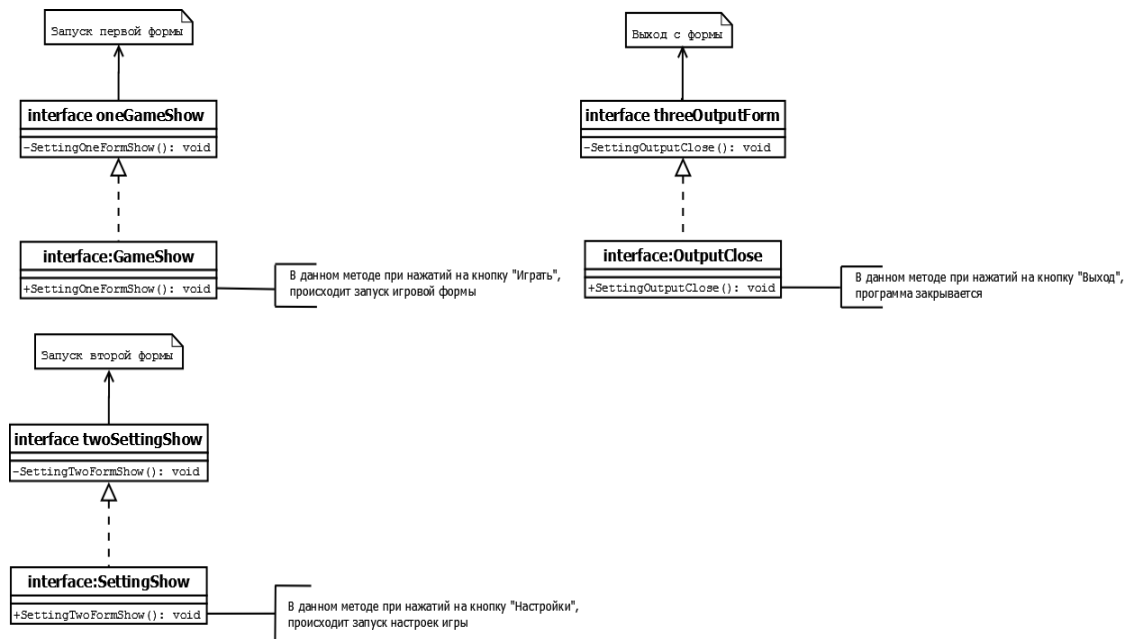 Запуск первой формы
interface oneGameShow
-SettingOneFormShow(): void
interface:GameShow
+SettingOneFormShow(): void
В данном методе при нажатий на кнопку "Играть",
происходит запуск игровой формы
Выход с формы
interface threeOutputForm
-SettingOutputClose(): void
interface:OutputClose
+SettingOutputClose(): void
В данном методе при нажатий на кнопку "Выход",
программа закрывается
Запуск второй формы
interface twoSettingShow
-SettingTwoFormShow(): void
interface:SettingShow
+SettingTwoFormShow(): void
В данном методе при нажатий на кнопку "Настройки",
происходит запуск настроек игры